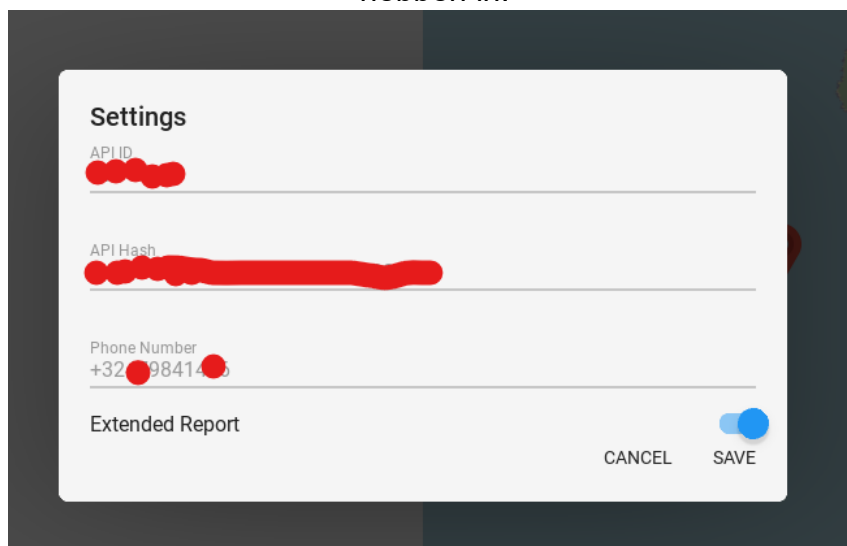 Settings
API ID
API Hash
Phone Number
Extended Report
CANCEL SAVE